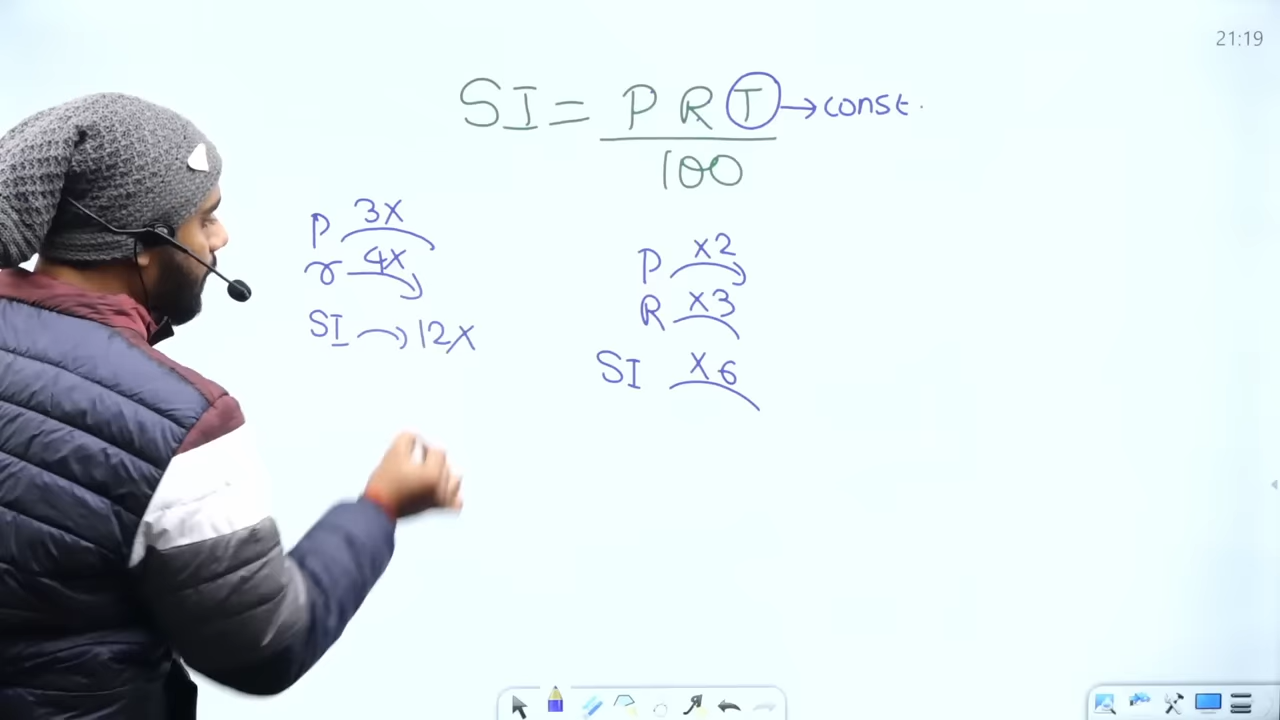 21:19
SI = PRT → const.
100
P 3X
r 4X
SI → 12X
P X2
R X3
SI X6